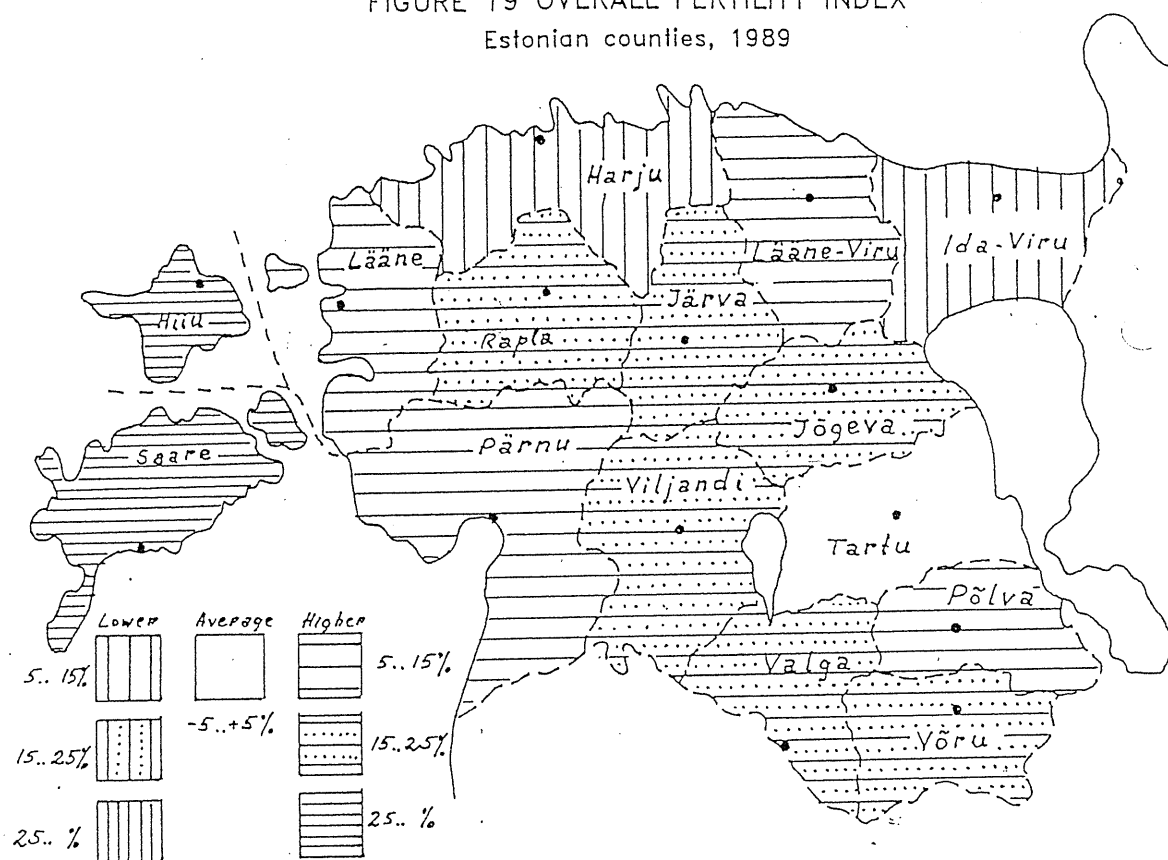 FIGURE 79 OVERALL FERTILITY INDEX
Estonian counties, 1989
Harju
Lääne
Lääne-Viru
Ida-Viru
Hiiu
Järva
Rapla
Saare
Pärnu
Jõgeva
Viljandi
Tartu
Põlva
Valga
Võru
Lower Average Higher
5.. 15% 5.. 15%
-5..+5%
15.. 25% 15.. 25%
25.. % 25.. %